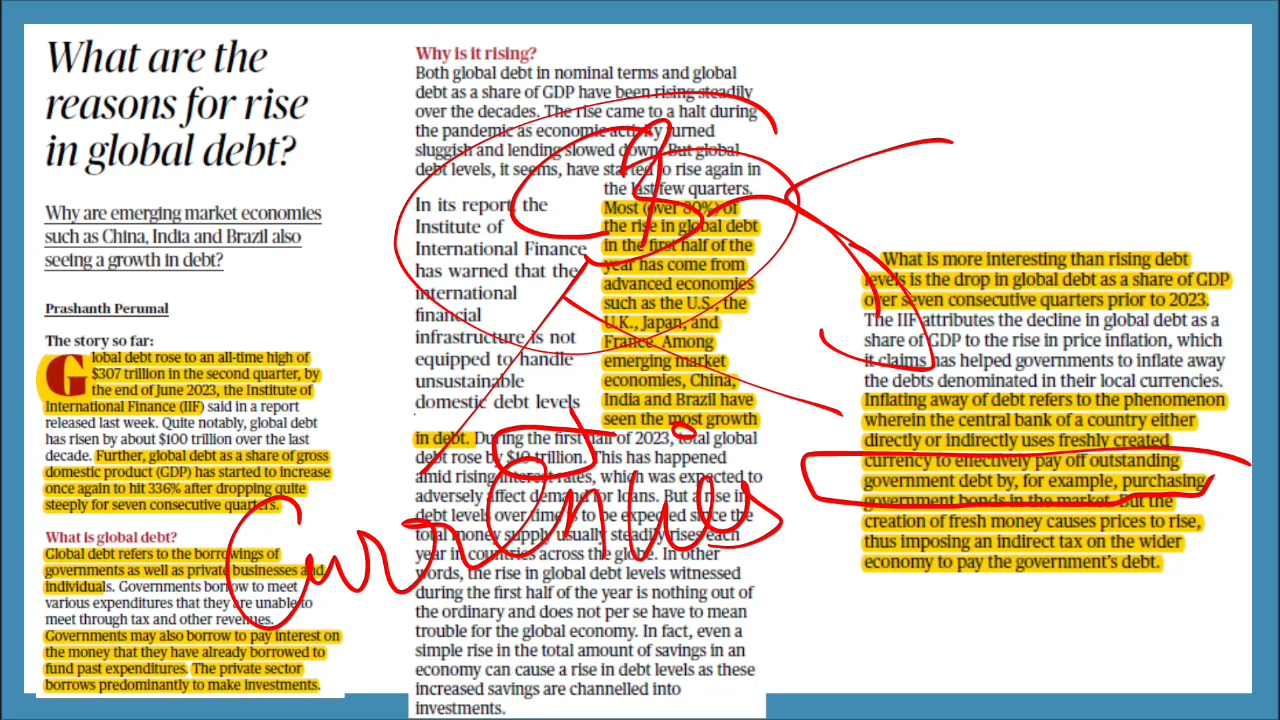 What are the
reasons for rise
in global debt?
Why are emerging market economies
such as China, India and Brazil also
seeing a growth in debt?
Prashanth Perumal
The story so far:
Global debt rose to an all-time high of
$307 trillion in the second quarter, by
the end of June 2023, the Institute of
International Finance (IIF) said in a report
released last week. Quite notably, global debt
has risen by about $100 trillion over the last
decade. Further, global debt as a share of gross
domestic product (GDP) has started to increase
once again to hit 336% after dropping quite
steeply for seven consecutive quarters.
What is global debt?
Global debt refers to the borrowings of
governments as well as private businesses and
individuals. Governments borrow to meet
various expenditures that they are unable to
meet through tax and other revenues.
Governments may also borrow to pay interest on
the money that they have already borrowed to
fund past expenditures. The private sector
borrows predominantly to make investments.
Why is it rising?
Both global debt in nominal terms and global
debt as a share of GDP have been rising steadily
over the decades. The rise came to a halt during
the pandemic as economic activity turned
sluggish and lending slowed down. But global
debt levels, it seems, have started to rise again in
the last few quarters.
Most (over 80%) of
the rise in global debt
in the first half of the
year has come from
advanced economies
such as the U.S., the
U.K., Japan, and
France. Among
emerging market
economies, China,
India and Brazil have
seen the most growth
in debt. During the first half of 2023, total global
debt rose by $10 trillion. This has happened
amid rising interest rates, which was expected to
adversely affect demand for loans. But a rise in
debt levels over time is to be expected since the
total money supply usually steadily rises each
year in countries across the globe. In other
words, the rise in global debt levels witnessed
during the first half of the year is nothing out of
the ordinary and does not per se have to mean
trouble for the global economy. In fact, even a
simple rise in the total amount of savings in an
economy can cause a rise in debt levels as these
increased savings are channelled into
investments.
In its report, the
Institute of
International Finance
has warned that the
international
financial
infrastructure is not
equipped to handle
unsustainable
domestic debt levels
What is more interesting than rising debt
levels is the drop in global debt as a share of GDP
over seven consecutive quarters prior to 2023.
The IIF attributes the decline in global debt as a
share of GDP to the rise in price inflation, which
it claims has helped governments to inflate away
the debts denominated in their local currencies.
Inflating away of debt refers to the phenomenon
wherein the central bank of a country either
directly or indirectly uses freshly created
currency to effectively pay off outstanding
government debt by, for example, purchasing
government bonds in the market. But the
creation of fresh money causes prices to rise,
thus imposing an indirect tax on the wider
economy to pay the government's debt.